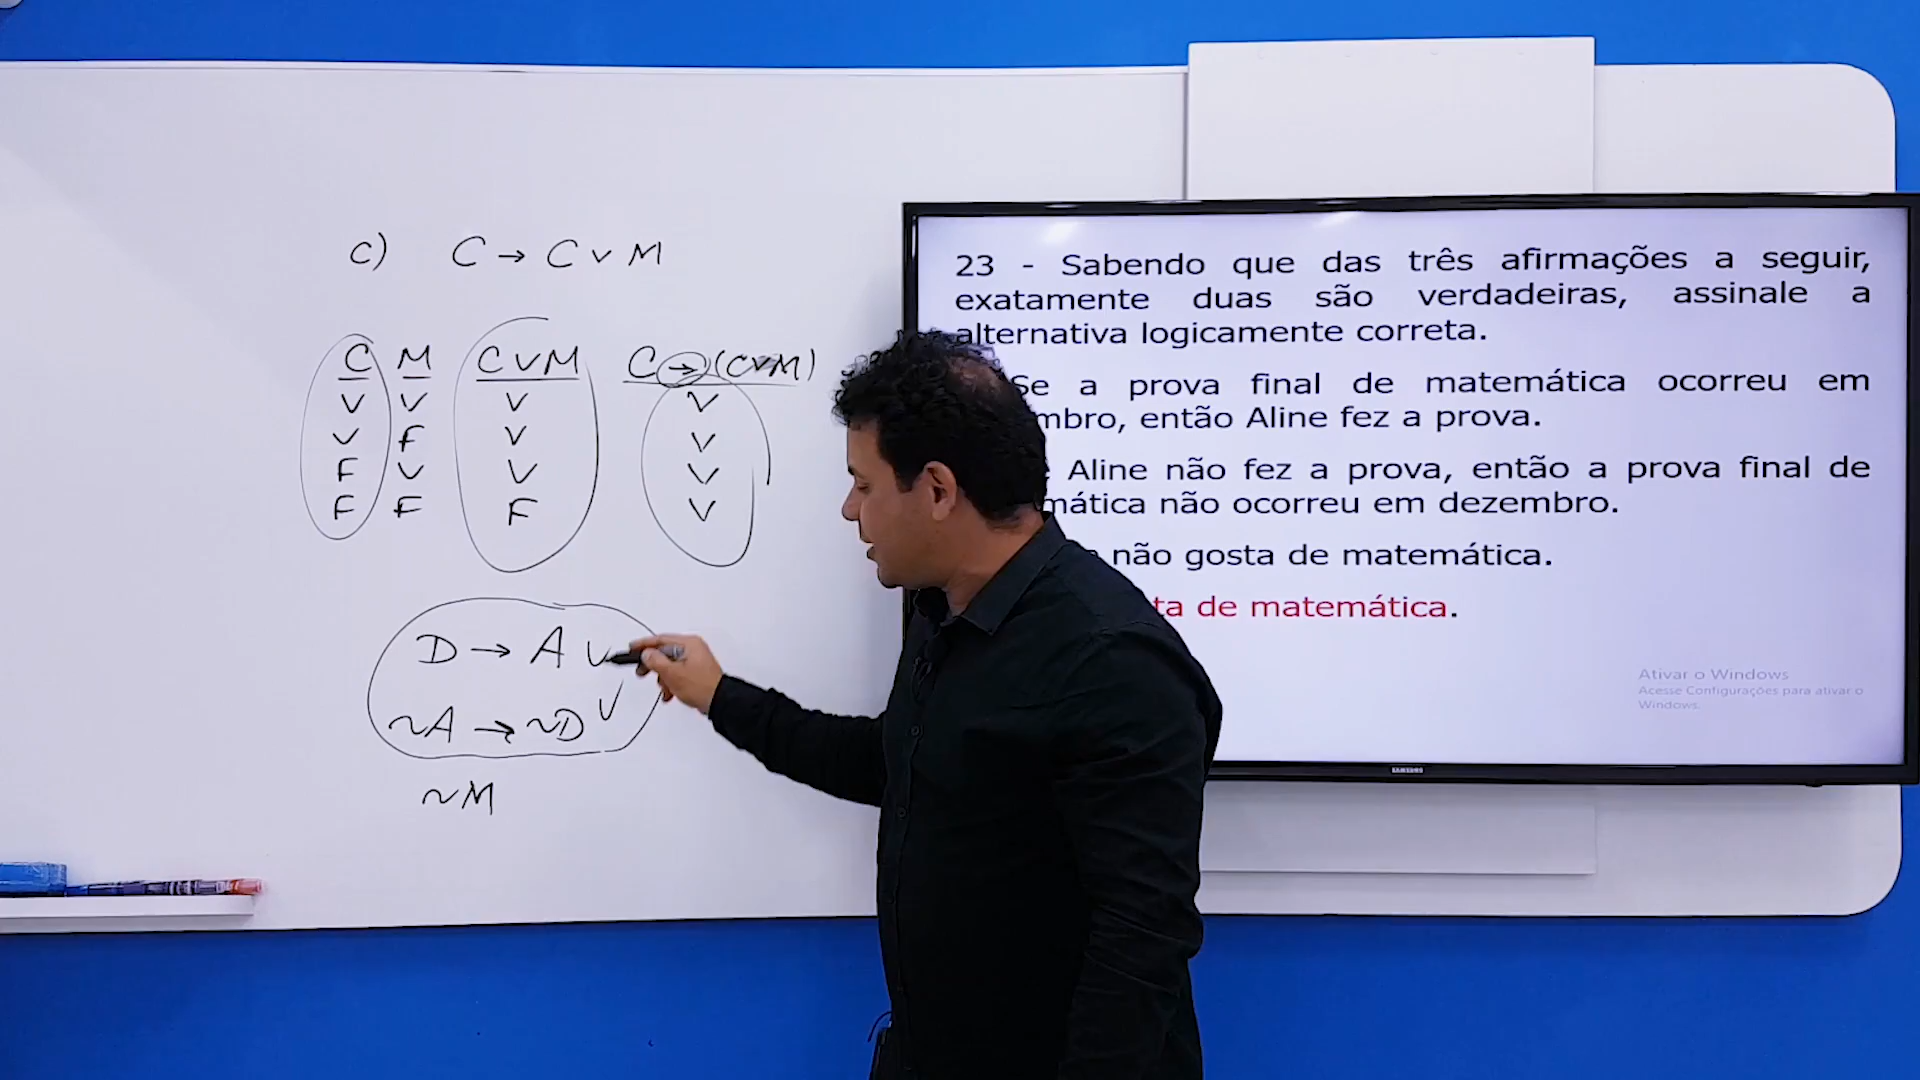 c) C → C v M
C M C v M C → (C v M)
V V V V
V F V V
F V V V
F F F V
D → A V
~A → ~D V
~M
23 - Sabendo que das três afirmações a seguir,
exatamente duas são verdadeiras, assinale a
alternativa logicamente correta.
Se a prova final de matemática ocorreu em
mbro, então Aline fez a prova.
Aline não fez a prova, então a prova final de
mática não ocorreu em dezembro.
não gosta de matemática.
ta de matemática.
Ativar o Windows
Acesse Configurações para ativar o
Windows.
SAMSUNG